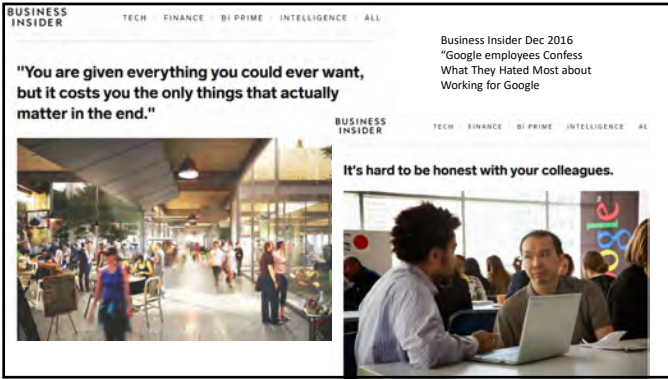 BUSINESS
INSIDER
TECH FINANCE BI PRIME INTELLIGENCE ALL
"You are given everything you could ever want,
but it costs you the only things that actually
matter in the end."
Business Insider Dec 2016
“Google employees Confess
What They Hated Most about
Working for Google
BUSINESS
INSIDER
TECH FINANCE BI PRIME INTELLIGENCE AL
It's hard to be honest with your colleagues.
ogle